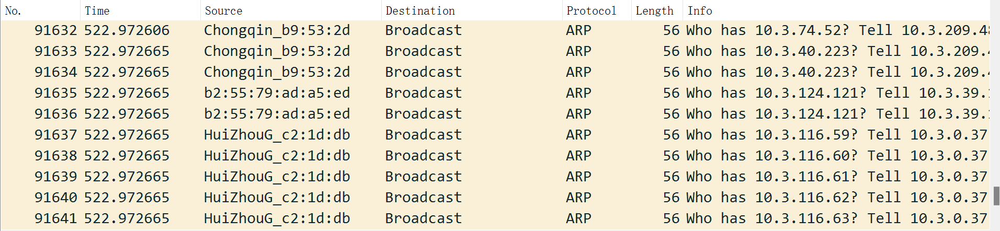 No. Time Source Destination Protocol Length Info
91632 522.972606 Chongqin_b9:53:2d Broadcast ARP 56 Who has 10.3.74.52? Tell 10.3.209.48
91633 522.972665 Chongqin_b9:53:2d Broadcast ARP 56 Who has 10.3.40.223? Tell 10.3.209.4
91634 522.972665 Chongqin_b9:53:2d Broadcast ARP 56 Who has 10.3.40.223? Tell 10.3.209.4
91635 522.972665 b2:55:79:ad:a5:ed Broadcast ARP 56 Who has 10.3.124.121? Tell 10.3.39.1
91636 522.972665 b2:55:79:ad:a5:ed Broadcast ARP 56 Who has 10.3.124.121? Tell 10.3.39.1
91637 522.972665 HuiZhouG_c2:1d:db Broadcast ARP 56 Who has 10.3.116.59? Tell 10.3.0.37
91638 522.972665 HuiZhouG_c2:1d:db Broadcast ARP 56 Who has 10.3.116.60? Tell 10.3.0.37
91639 522.972665 HuiZhouG_c2:1d:db Broadcast ARP 56 Who has 10.3.116.61? Tell 10.3.0.37
91640 522.972665 HuiZhouG_c2:1d:db Broadcast ARP 56 Who has 10.3.116.62? Tell 10.3.0.37
91641 522.972665 HuiZhouG_c2:1d:db Broadcast ARP 56 Who has 10.3.116.63? Tell 10.3.0.37